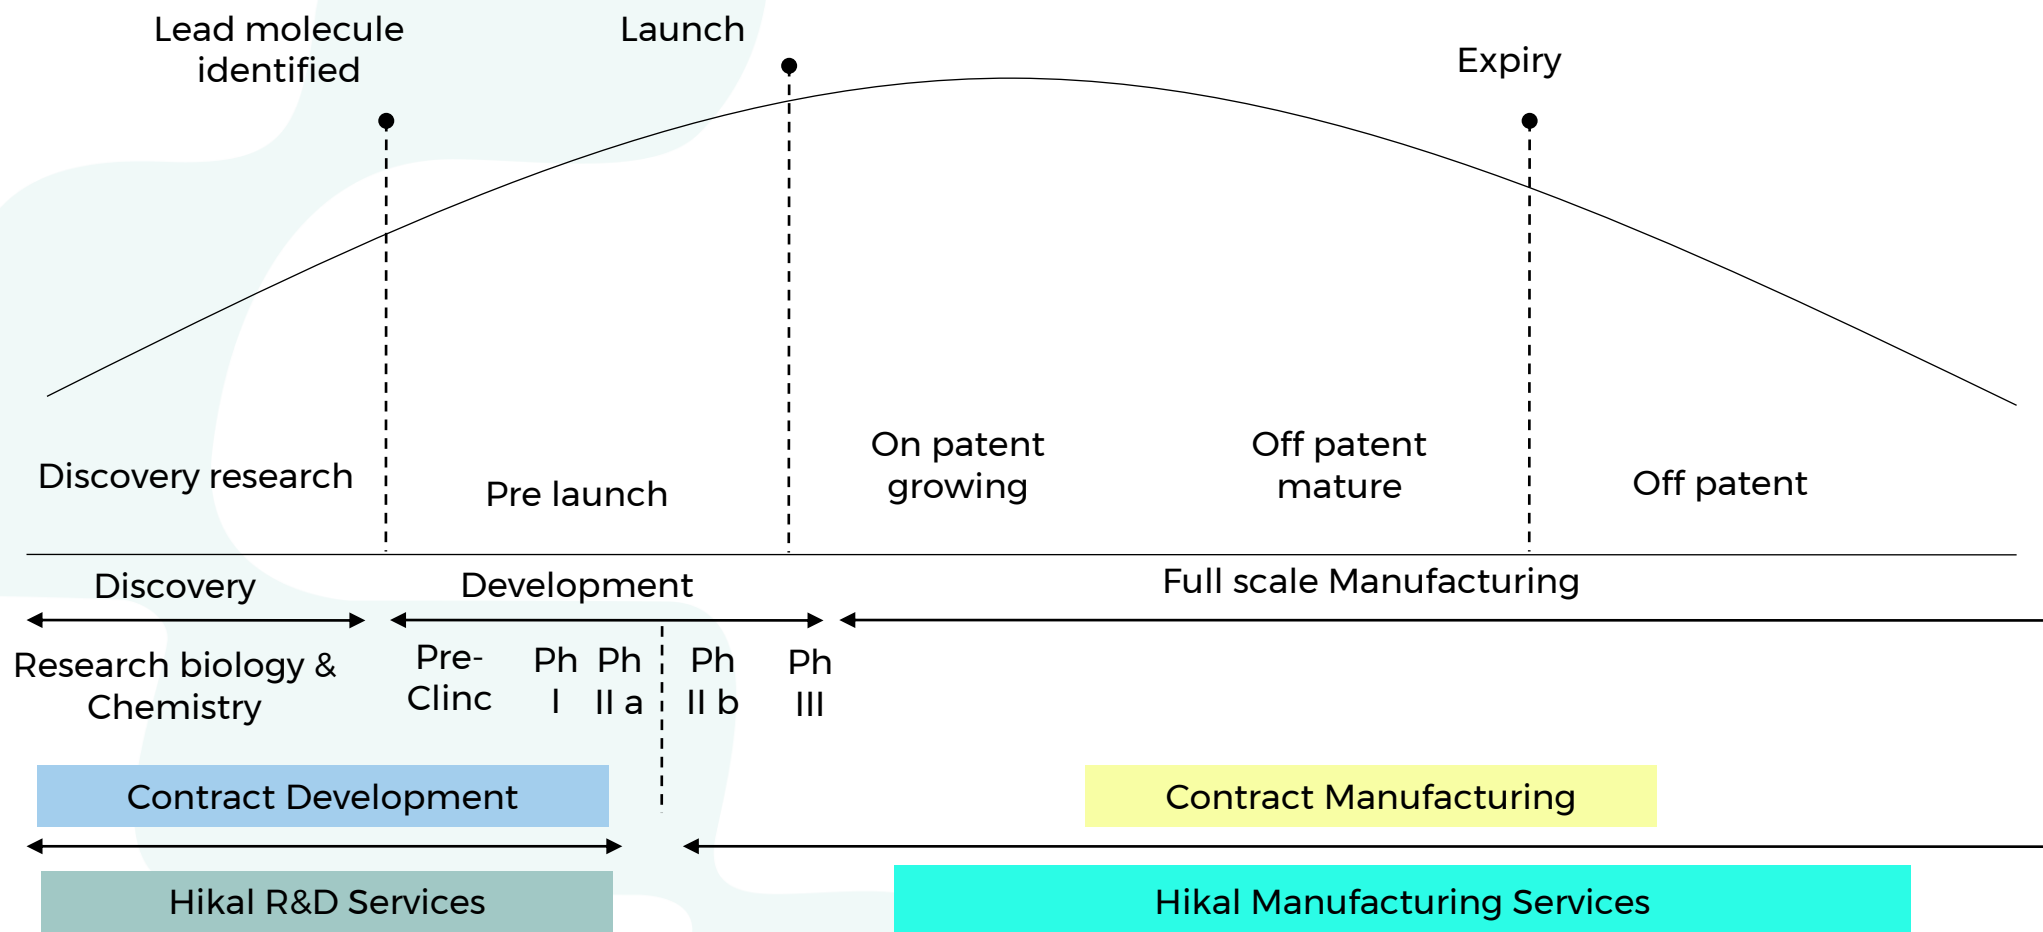 Lead molecule
identified
Launch
Expiry
Discovery research
Pre launch
On patent
growing
Off patent
mature
Off patent
Discovery
Development
Full scale Manufacturing
Research biology &
Chemistry
Pre-
Clinc
Ph
I
Ph
II a
Ph
II b
Ph
III
Contract Development
Contract Manufacturing
Hikal R&D Services
Hikal Manufacturing Services